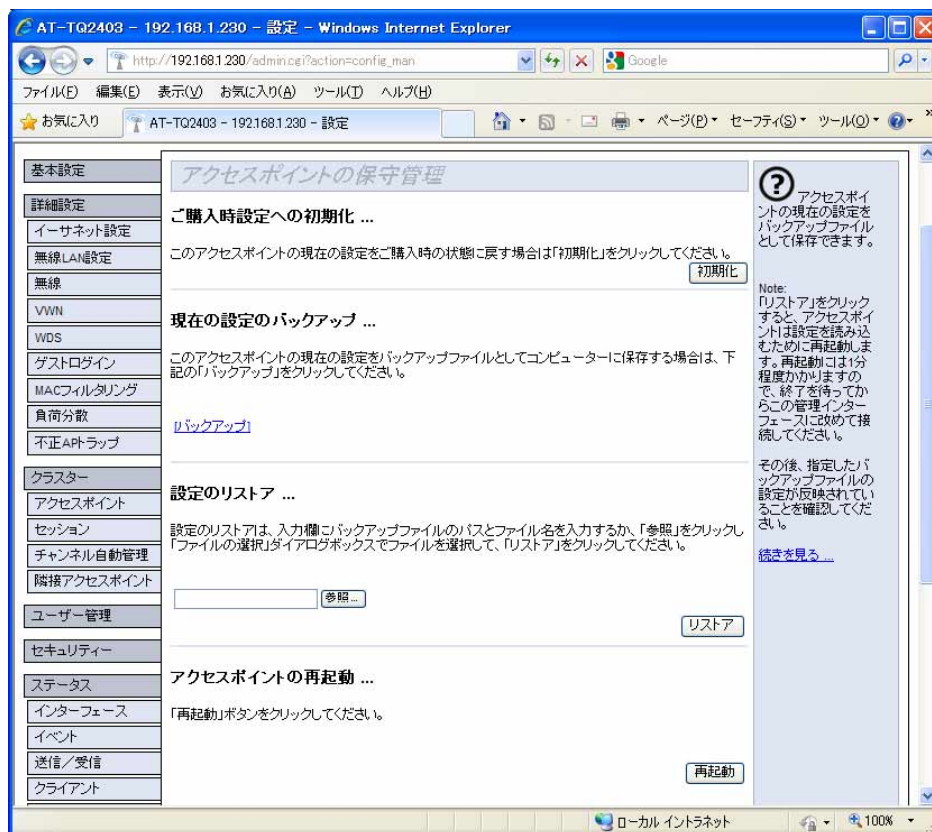 AT-TQ2403 - 192.168.1.230 - 設定 - Windows Internet Explorer
http://192.168.1.230/admin.cgi?action=config_man
Google
ファイル(F) 編集(E) 表示(V) お気に入り(A) ツール(T) ヘルプ(H)
お気に入り
AT-TQ2403 - 192.168.1.230 - 設定
ページ(P) セーフティ(S) ツール(O)
基本設定
詳細設定
イーサネット設定
無線LAN設定
無線
VWN
WDS
ゲストログイン
MACフィルタリング
負荷分散
不正APトラップ
クラスター
アクセスポイント
セッション
チャンネル自動管理
隣接アクセスポイント
ユーザー管理
セキュリティー
ステータス
インターフェース
イベント
送信/受信
クライアント
アクセスポイントの保守管理
ご購入時設定への初期化 ...
このアクセスポイントの現在の設定をご購入時の状態に戻す場合は「初期化」をクリックしてください。
初期化
現在の設定のバックアップ ...
このアクセスポイントの現在の設定をバックアップファイルとしてコンピューターに保存する場合は、下
記の「バックアップ」をクリックしてください。
[バックアップ]
設定のリストア ...
設定のリストアは、入力欄にバックアップファイルのパスとファイル名を入力するか、「参照」をクリックし
「ファイルの選択」ダイアログボックスでファイルを選択して、「リストア」をクリックしてください。
参照...
リストア
アクセスポイントの再起動 ...
「再起動」ボタンをクリックしてください。
再起動
? アクセスポイ
ントの現在の設定を
バックアップファイル
として保存できます。
Note:
「リストア」をクリック
すると、アクセスポイ
ントは設定を読み込
むために再起動しま
す。再起動には1分
程度かかりますの
で、終了を待ってか
らこの管理インター
フェースに改めて接
続してください。
その後、指定したバ
ックアップファイルの
設定が反映されてい
ることを確認してくだ
さい。
続きを見る ...
ローカル イントラネット
100%